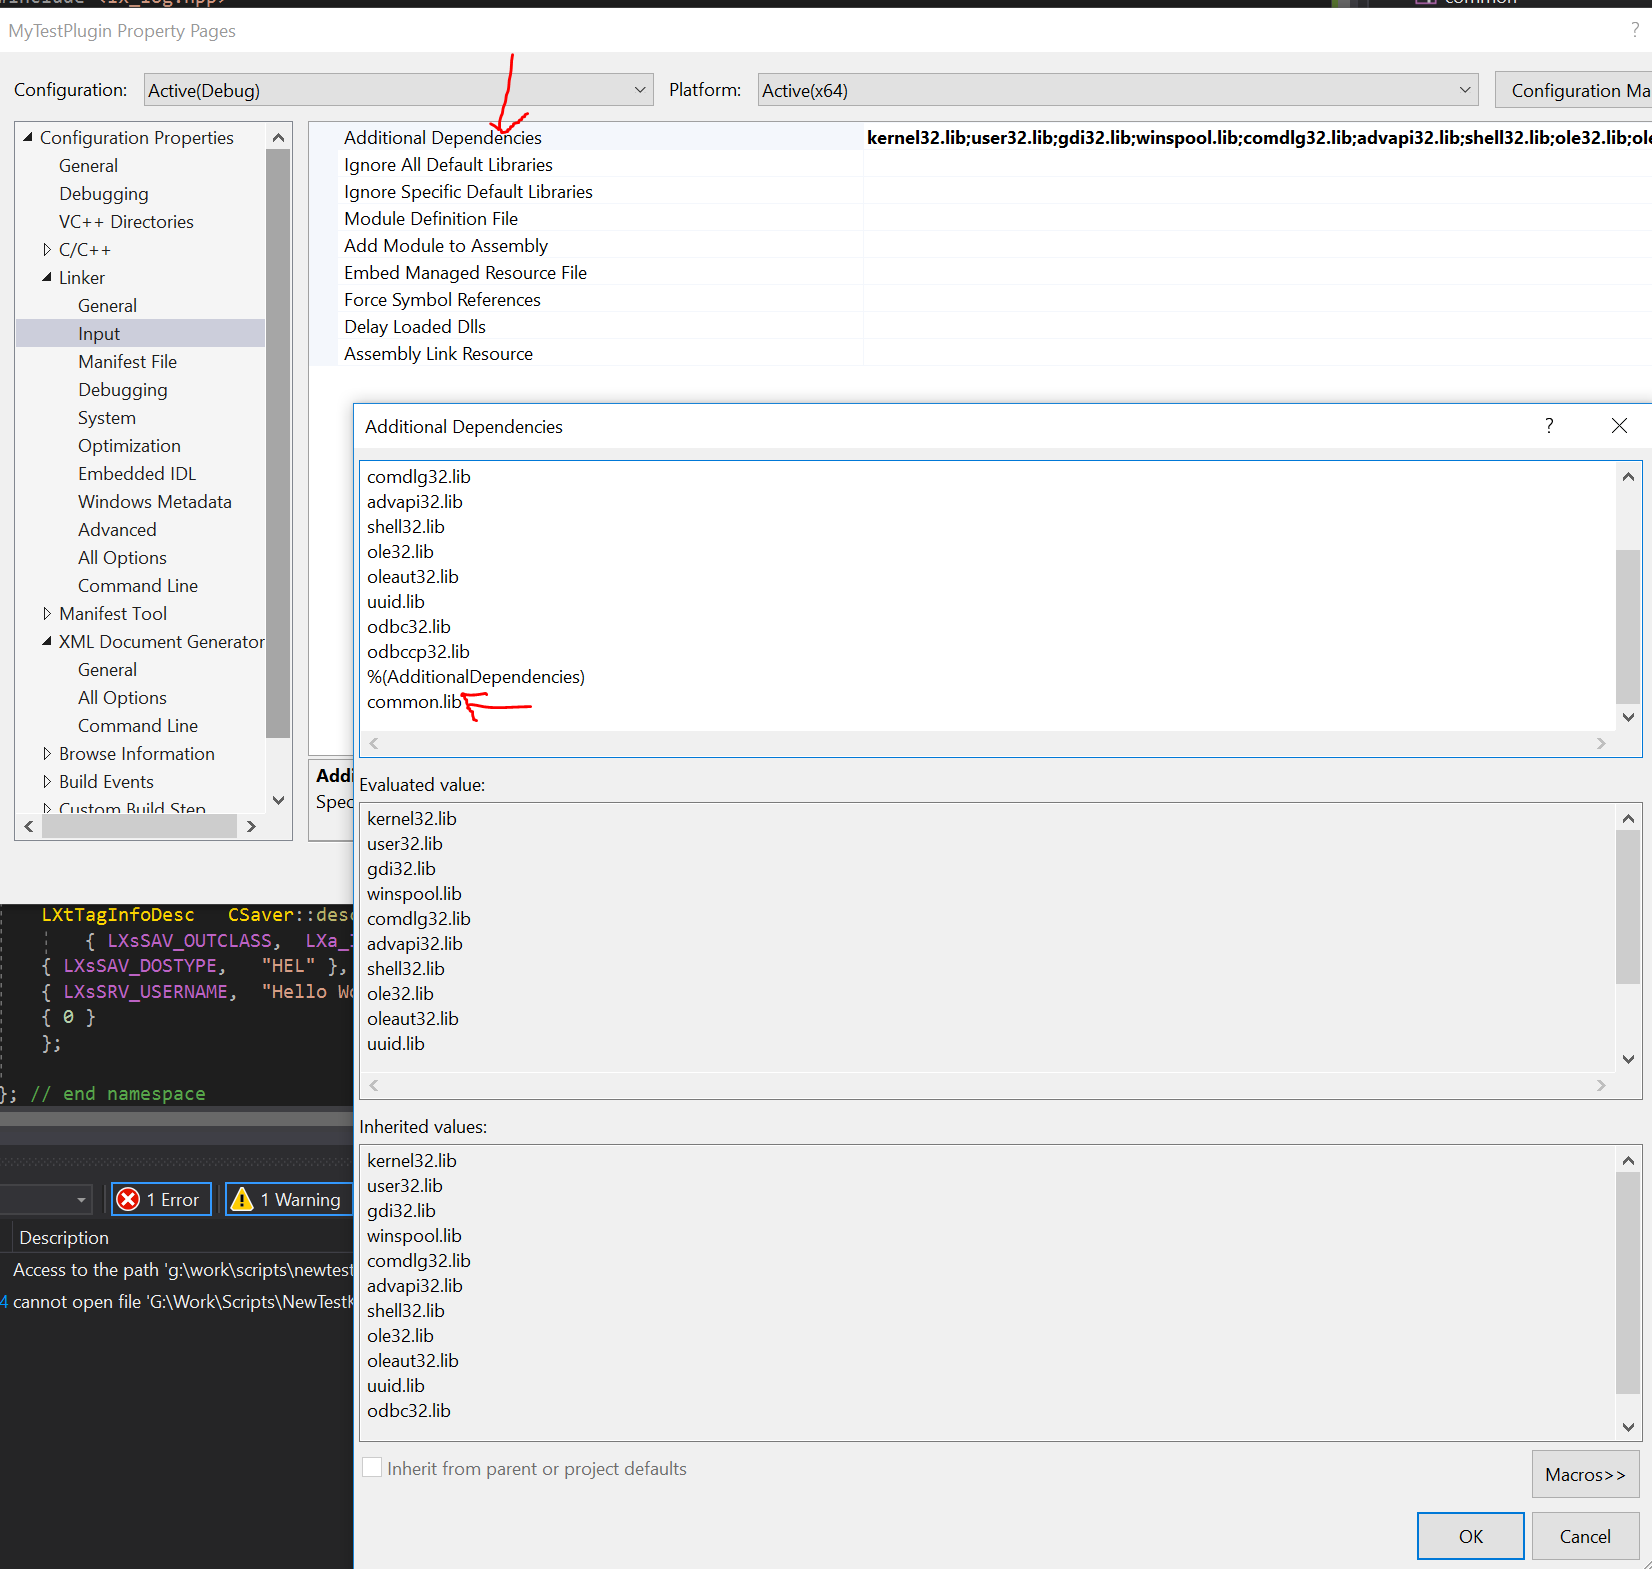 common
MyTestPlugin Property Pages
?
Configuration:
Active(Debug)
Platform:
Active(x64)
Configuration Ma
Configuration Properties
General
Debugging
VC++ Directories
C/C++
Linker
General
Input
Manifest File
Debugging
System
Optimization
Embedded IDL
Windows Metadata
Advanced
All Options
Command Line
Manifest Tool
XML Document Generator
General
All Options
Command Line
Browse Information
Build Events
Custom Build Step
Additional Dependencies
kernel32.lib;user32.lib;gdi32.lib;winspool.lib;comdlg32.lib;advapi32.lib;shell32.lib;ole32.lib;ole
Ignore All Default Libraries
Ignore Specific Default Libraries
Module Definition File
Add Module to Assembly
Embed Managed Resource File
Force Symbol References
Delay Loaded Dlls
Assembly Link Resource
Addi
Spec
Additional Dependencies
?
comdlg32.lib
advapi32.lib
shell32.lib
ole32.lib
oleaut32.lib
uuid.lib
odbc32.lib
odbccp32.lib
%(AdditionalDependencies)
common.lib
Evaluated value:
kernel32.lib
user32.lib
gdi32.lib
winspool.lib
comdlg32.lib
advapi32.lib
shell32.lib
ole32.lib
oleaut32.lib
uuid.lib
Inherited values:
kernel32.lib
user32.lib
gdi32.lib
winspool.lib
comdlg32.lib
advapi32.lib
shell32.lib
ole32.lib
oleaut32.lib
uuid.lib
odbc32.lib
Inherit from parent or project defaults
Macros>>
OK
Cancel
LXtTagInfoDesc CSaver::desc
{ LXsSAV_OUTCLASS, LXa_
{ LXsSAV_DOSTYPE, "HEL" },
{ LXsSRV_USERNAME, "Hello Wo
{ 0 }
};
}; // end namespace
1 Error
1 Warning
Description
Access to the path 'g:\work\scripts\newtest
4 cannot open file 'G:\Work\Scripts\NewTestK